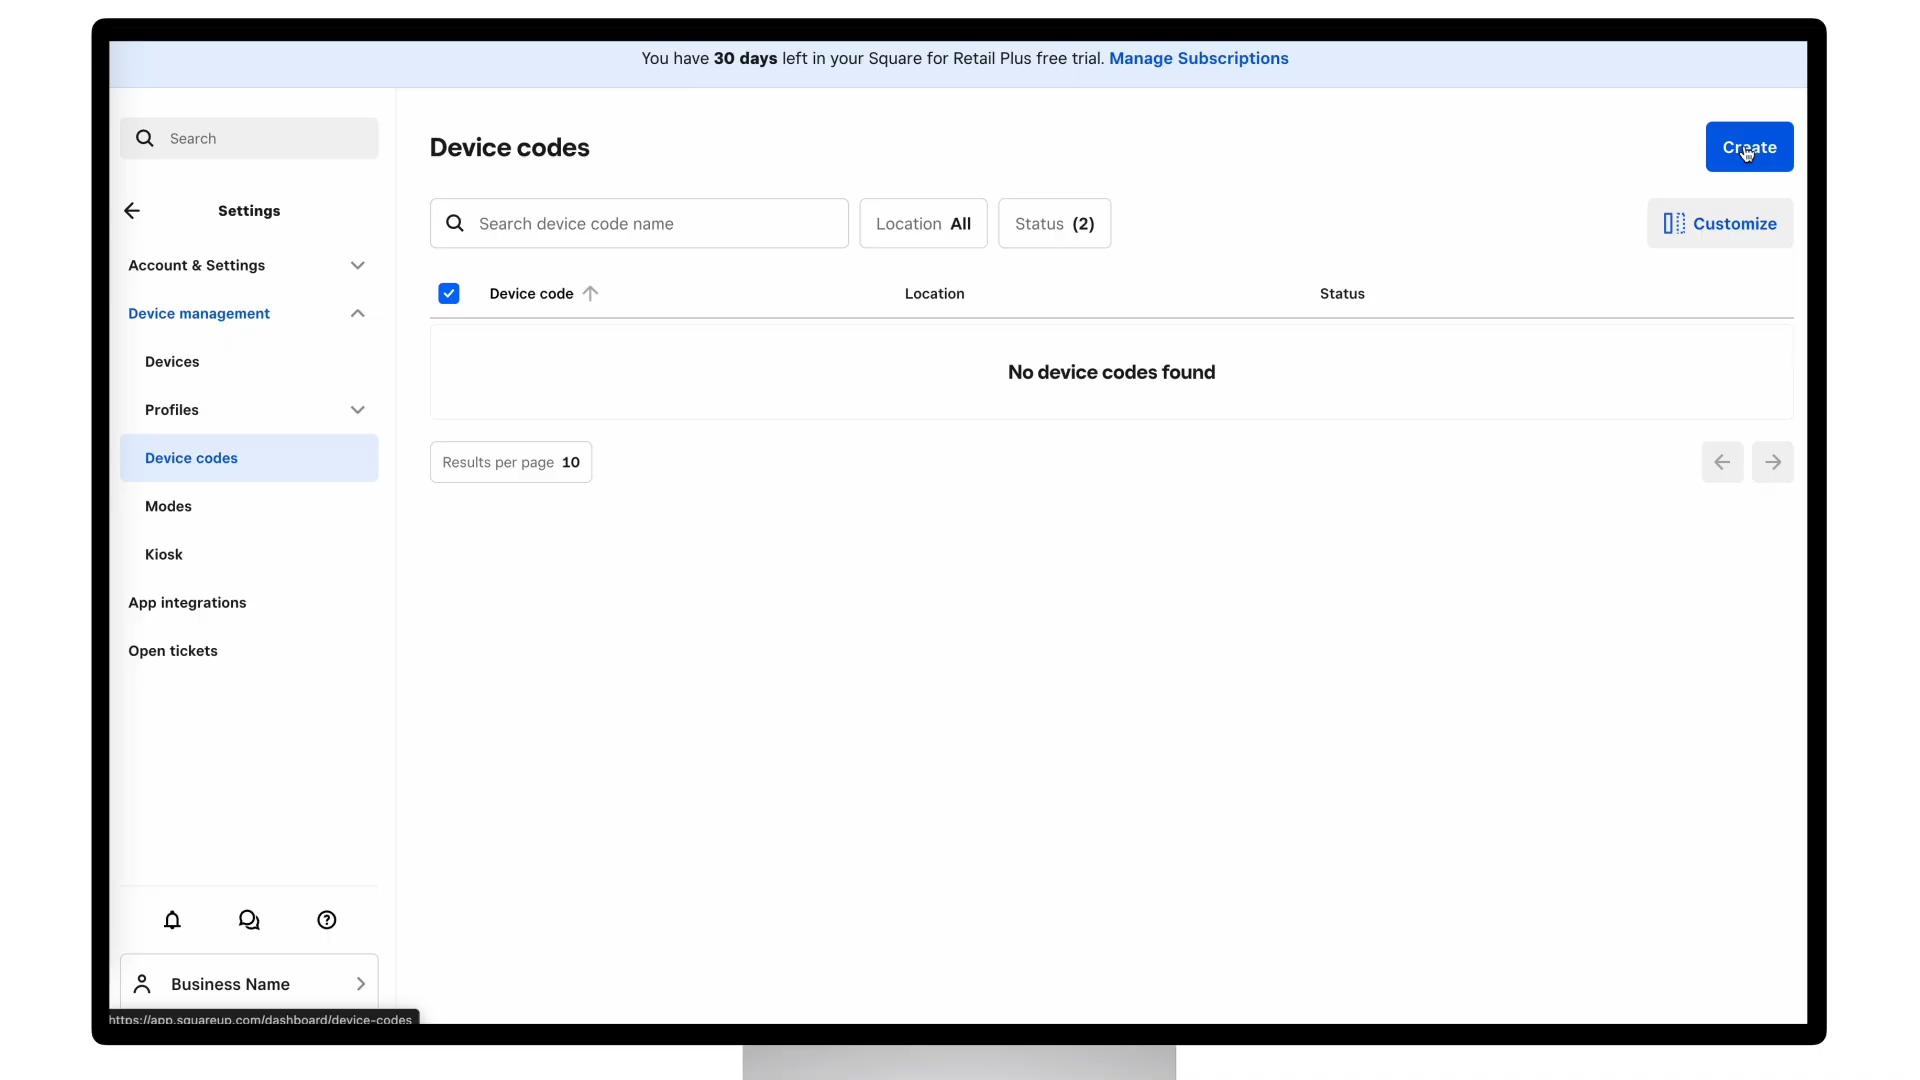 You have 30 days left in your Square for Retail Plus free trial. Manage Subscriptions
Search
Settings
Account & Settings
Device management
Devices
Profiles
Device codes
Modes
Kiosk
App integrations
Open tickets
Business Name
https://app.squareup.com/dashboard/device-codes
Device codes
Create
Search device code name
Location All
Status (2)
Customize
Device code
Location
Status
No device codes found
Results per page 10